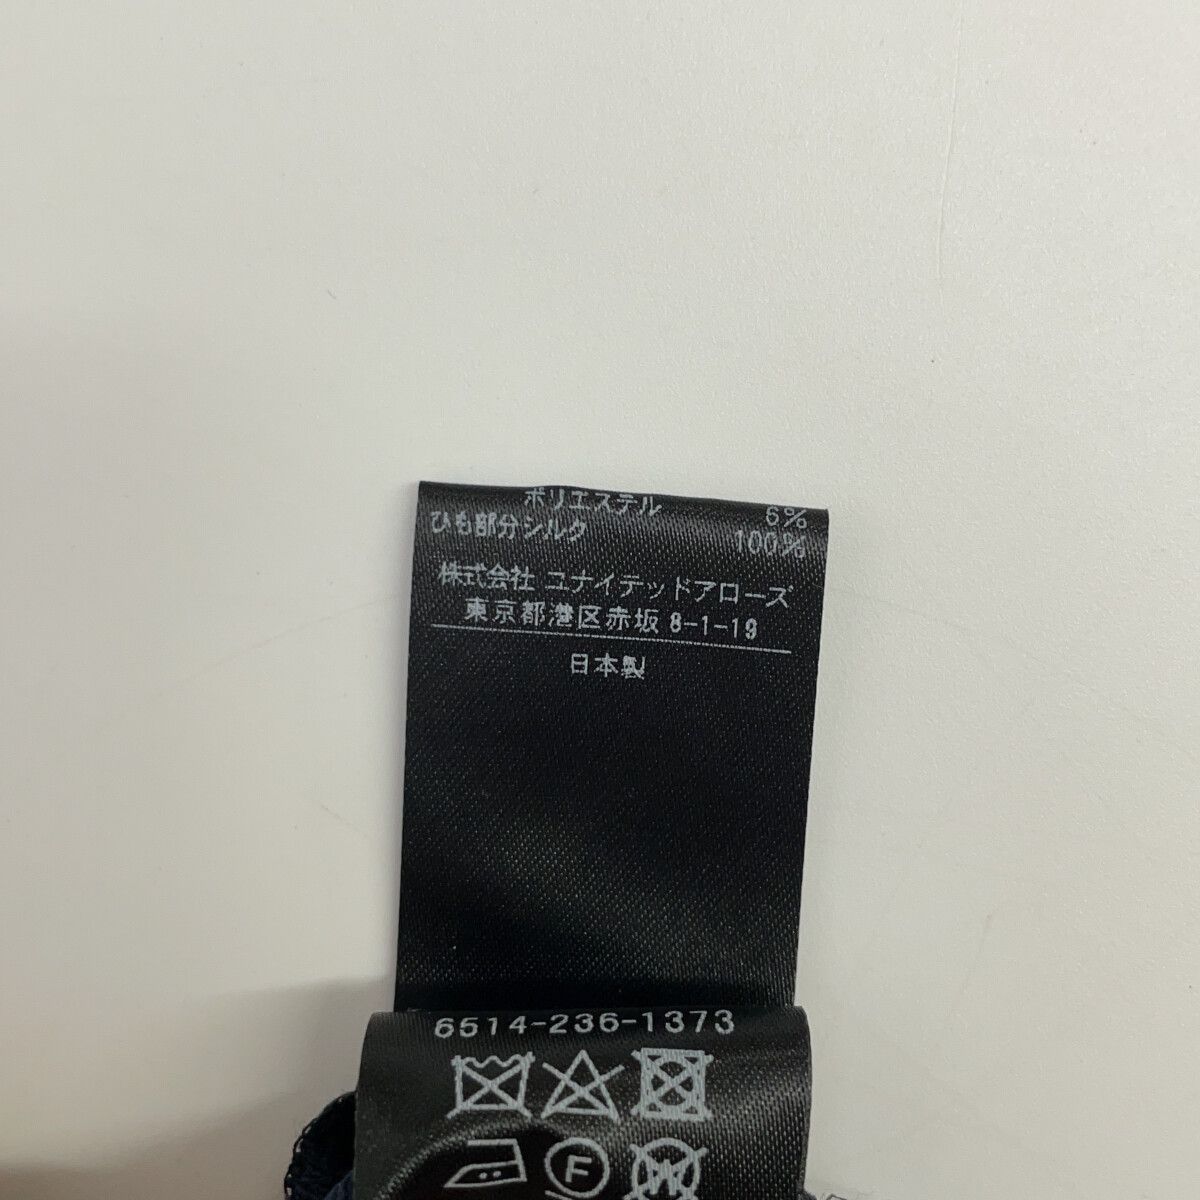 ポリエステル 6%
ひも部分シルク 100%
株式会社 ユナイテッドアローズ
東京都港区赤坂 8-1-19
日本製
6514-236-1373
F
W